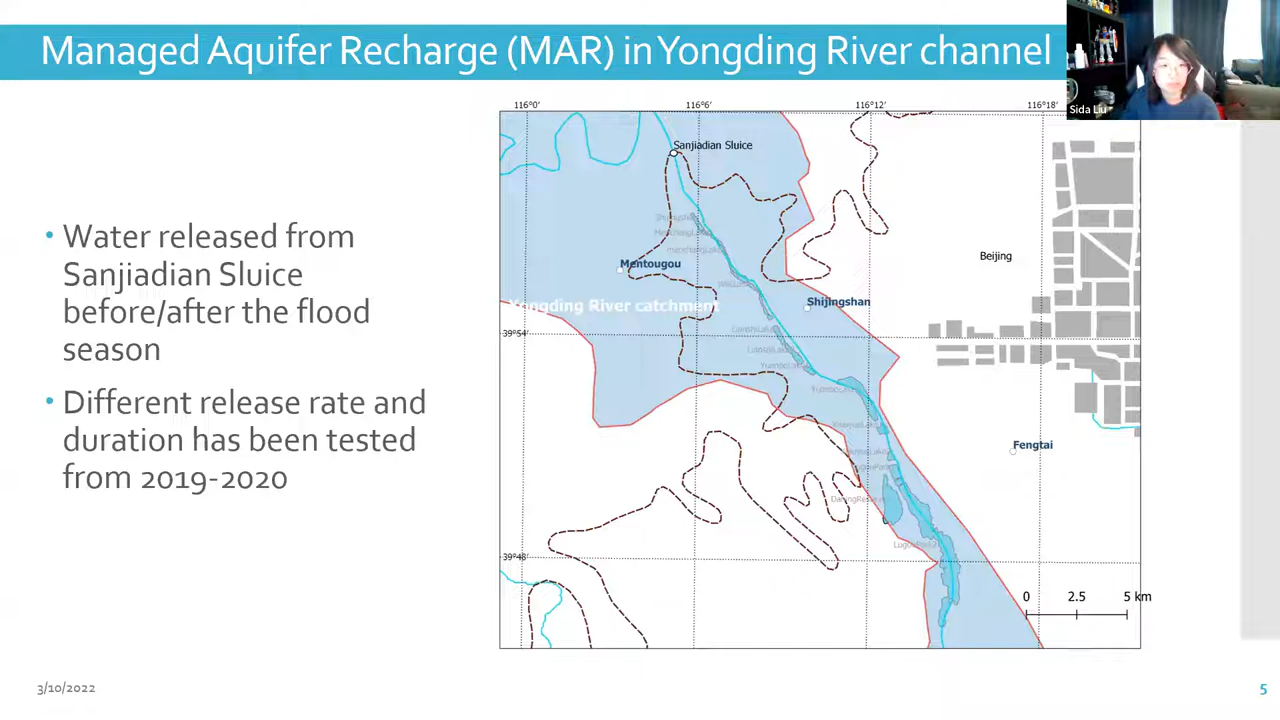 Managed Aquifer Recharge (MAR) in Yongding River channel
Sida Liu
• Water released from
Sanjiadian Sluice
before/after the flood
season
• Different release rate and
duration has been tested
from 2019-2020
116°0'
116°6'
116°12'
116°18'
Sanjiadian Sluice
Mentougou
Beijing
Yongding River catchment
Shijingshan
39°54'
Fengtai
39°48'
0 2.5 5 km
3/10/2022
5